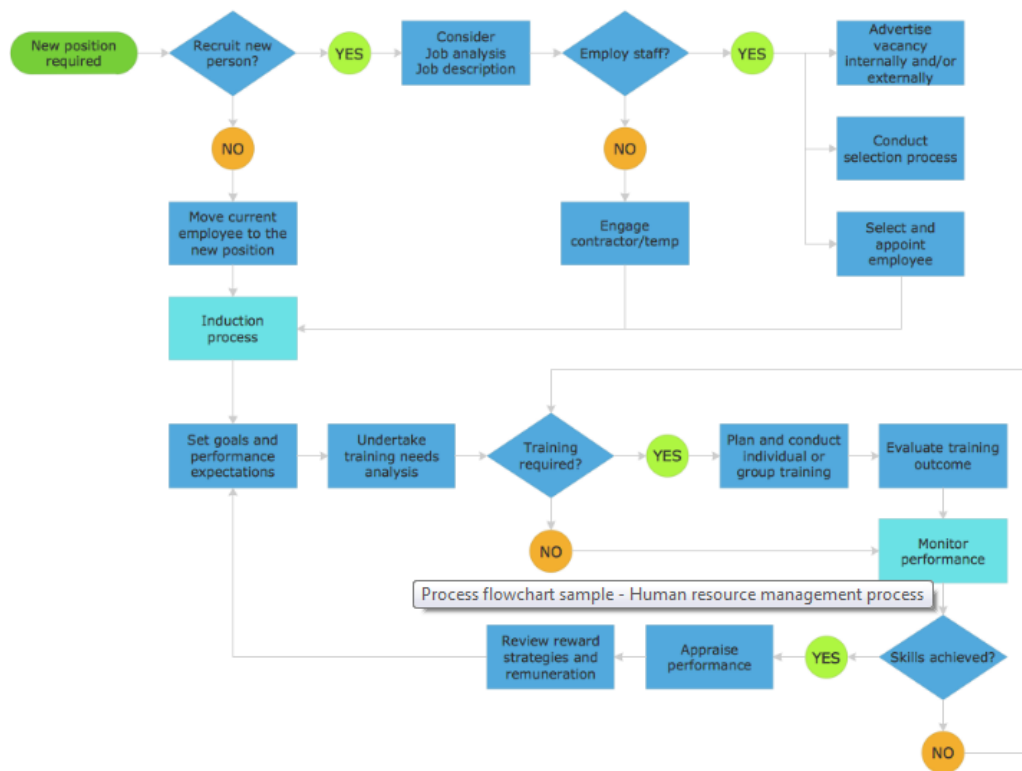 New position
required
Recruit new
person?
YES
Consider
Job analysis
Job description
Employ staff?
YES
Advertise
vacancy
internally and/or
externally
NO
NO
Conduct
selection process
Move current
employee to the
new position
Engage
contractor/temp
Select and
appoint
employee
Induction
process
Set goals and
performance
expectations
Undertake
training needs
analysis
Training
required?
YES
Plan and conduct
individual or
group training
Evaluate training
outcome
NO
Monitor
performance
Process flowchart sample - Human resource management process
Review reward
strategies and
remuneration
Appraise
performance
YES
Skills achieved?
NO